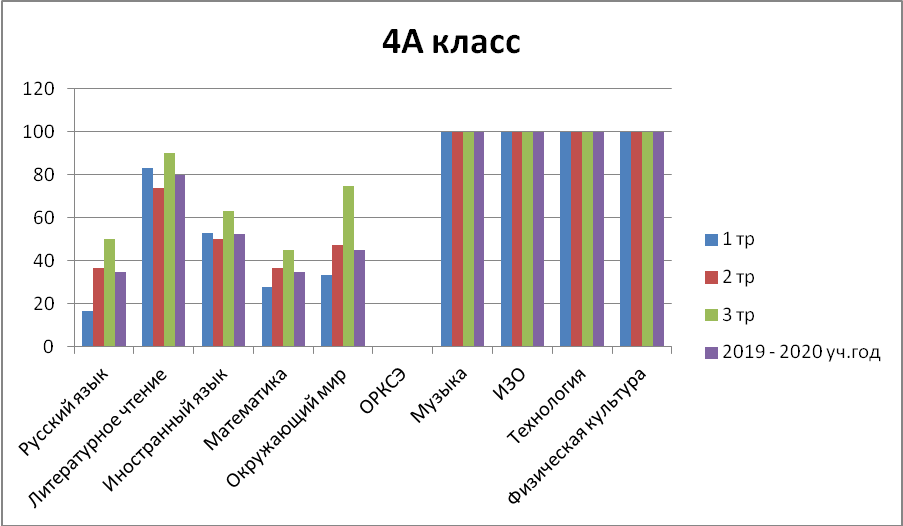 4А класс
120
100
80
60
40
20
0
Русский язык
Литературное чтение
Иностранный язык
Математика
Окружающий мир
ОРКСЭ
Музыка
ИЗО
Технология
Физическая культура
1 тр
2 тр
3 тр
2019 - 2020 уч.год